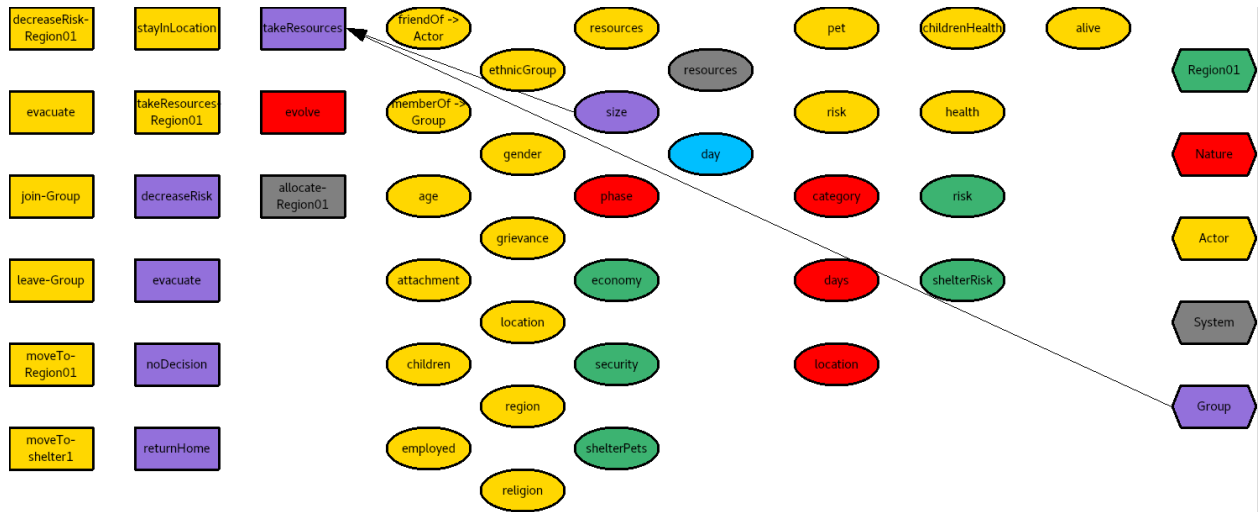 decreaseRisk-
Region01
stayInLocation
takeResources
friendOf ->
Actor
resources
pet
childrenHealth
alive
ethnicGroup
resources
Region01
evacuate
takeResources-
Region01
evolve
memberOf ->
Group
size
risk
health
gender
day
Nature
join-Group
decreaseRisk
allocate-
Region01
age
phase
category
risk
grievance
Actor
leave-Group
evacuate
attachment
economy
days
shelterRisk
location
System
moveTo-
Region01
noDecision
children
security
location
region
Group
moveTo-
shelter1
returnHome
employed
shelterPets
religion